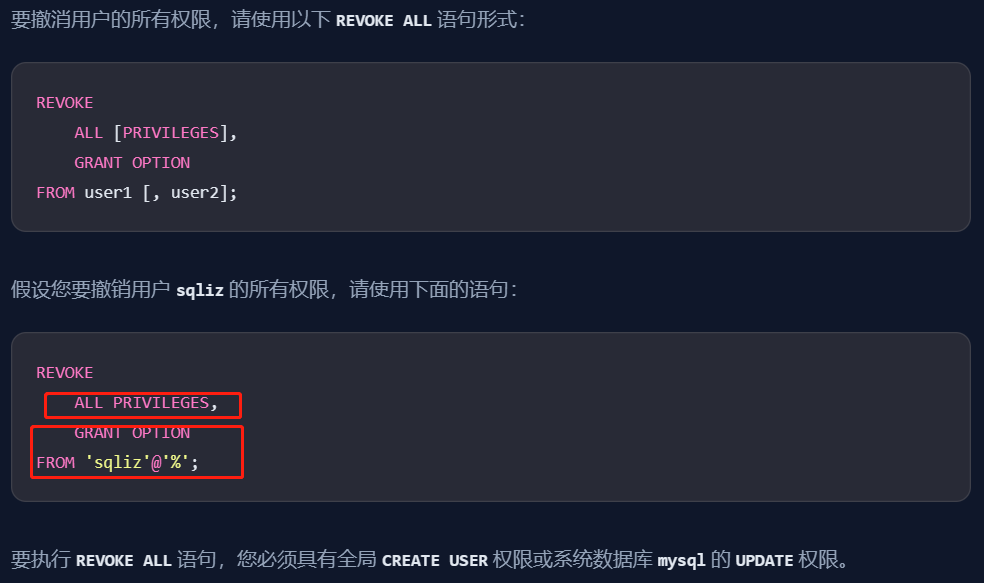 要撤消用户的所有权限，请使用以下 REVOKE ALL 语句形式：
REVOKE
    ALL [PRIVILEGES],
    GRANT OPTION
FROM user1 [, user2];
假设您要撤销用户 sqliz 的所有权限，请使用下面的语句：
REVOKE
    ALL PRIVILEGES,
    GRANT OPTION
FROM 'sqliz'@'%';
要执行 REVOKE ALL 语句，您必须具有全局 CREATE USER 权限或系统数据库 mysql 的 UPDATE 权限。